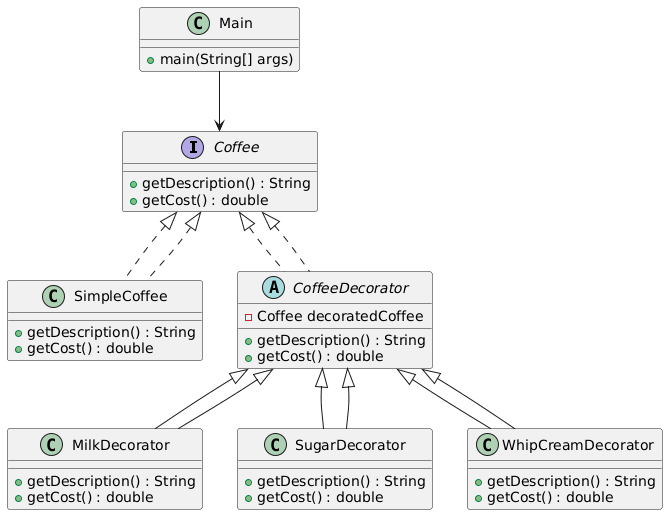 C Main
main(String[] args)
I Coffee
getDescription() : String
getCost() : double
C SimpleCoffee
getDescription() : String
getCost() : double
A CoffeeDecorator
Coffee decoratedCoffee
getDescription() : String
getCost() : double
C MilkDecorator
getDescription() : String
getCost() : double
C SugarDecorator
getDescription() : String
getCost() : double
C WhipCreamDecorator
getDescription() : String
getCost() : double